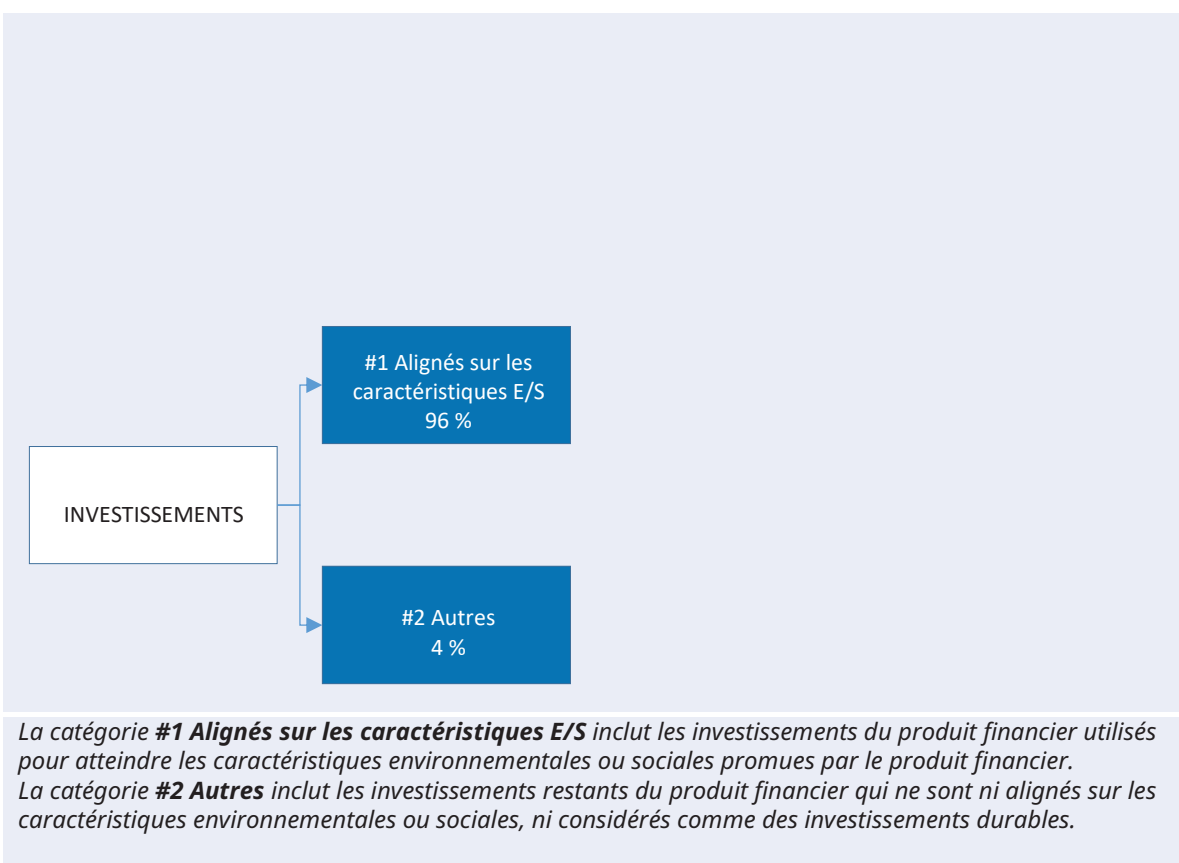 #1 Alignés sur les
caractéristiques E/S
96 %
INVESTISSEMENTS
#2 Autres
4 %
La catégorie #1 Alignés sur les caractéristiques E/S inclut les investissements du produit financier utilisés
pour atteindre les caractéristiques environnementales ou sociales promues par le produit financier.
La catégorie #2 Autres inclut les investissements restants du produit financier qui ne sont ni alignés sur les
caractéristiques environnementales ou sociales, ni considérés comme des investissements durables.